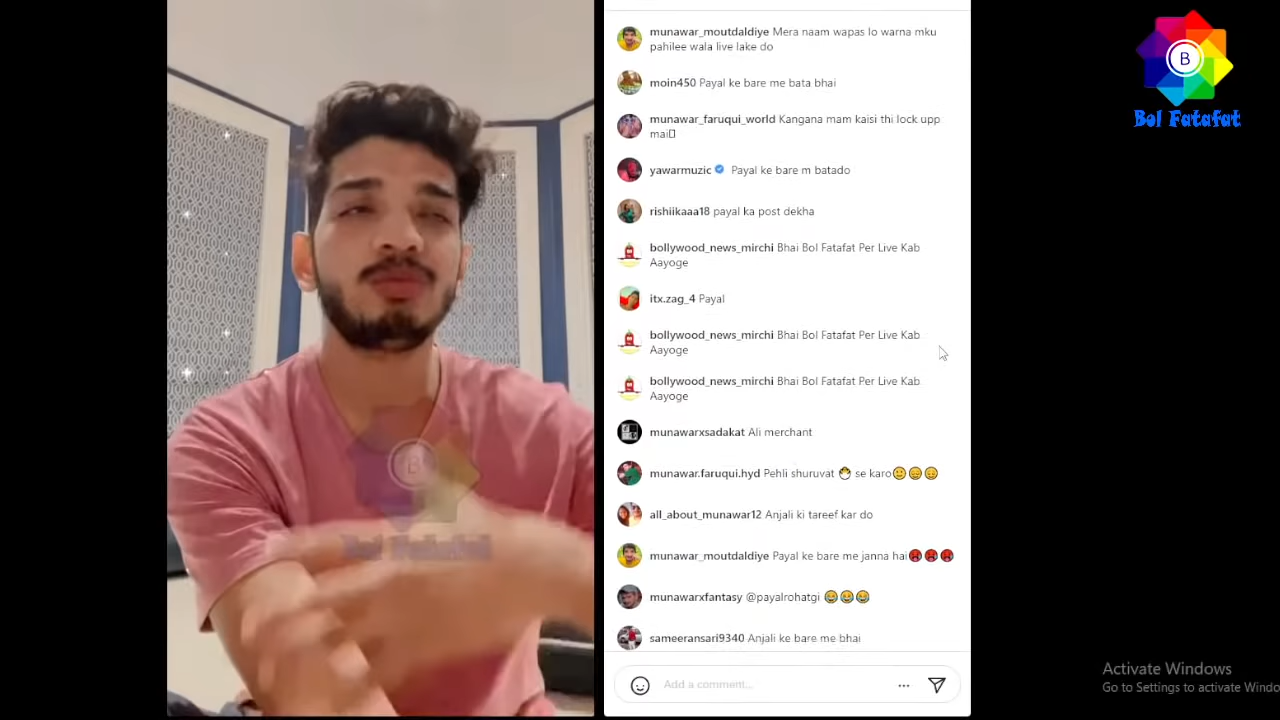 munawar_moutdaldiye Mera naam wapas lo warna mku
pahilee wala live lake do
moin450 Payal ke bare me bata bhai
munawar_faruqui_world Kangana mam kaisi thi lock upp
mai
yawarmuzic Payal ke bare m batado
rishiikaaa18 payal ka post dekha
bollywood_news_mirchi Bhai Bol Fatafat Per Live Kab
Aayoge
itx.zag_4 Payal
bollywood_news_mirchi Bhai Bol Fatafat Per Live Kab
Aayoge
bollywood_news_mirchi Bhai Bol Fatafat Per Live Kab
Aayoge
munawarxsadakat Ali merchant
munawar.faruqui.hyd Pehli shuruvat 🐣 se karo🙂😑😑
all_about_munawar12 Anjali ki tareef kar do
munawar_moutdaldiye Payal ke bare me janna hai😡😡😡
munawarxfantasy @payalrohatgi 😂😂😂
sameeransari9340 Anjali ke bare me bhai
Add a comment...
B
Bol Fatafat
B
Bol Fatafat
Activate Windows
Go to Settings to activate Windo